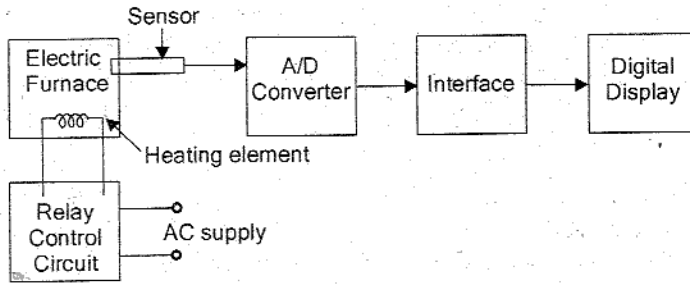 Sensor
Electric
Furnace
A/D
Converter
Interface
Digital
Display
Heating element
Relay
Control
Circuit
AC supply